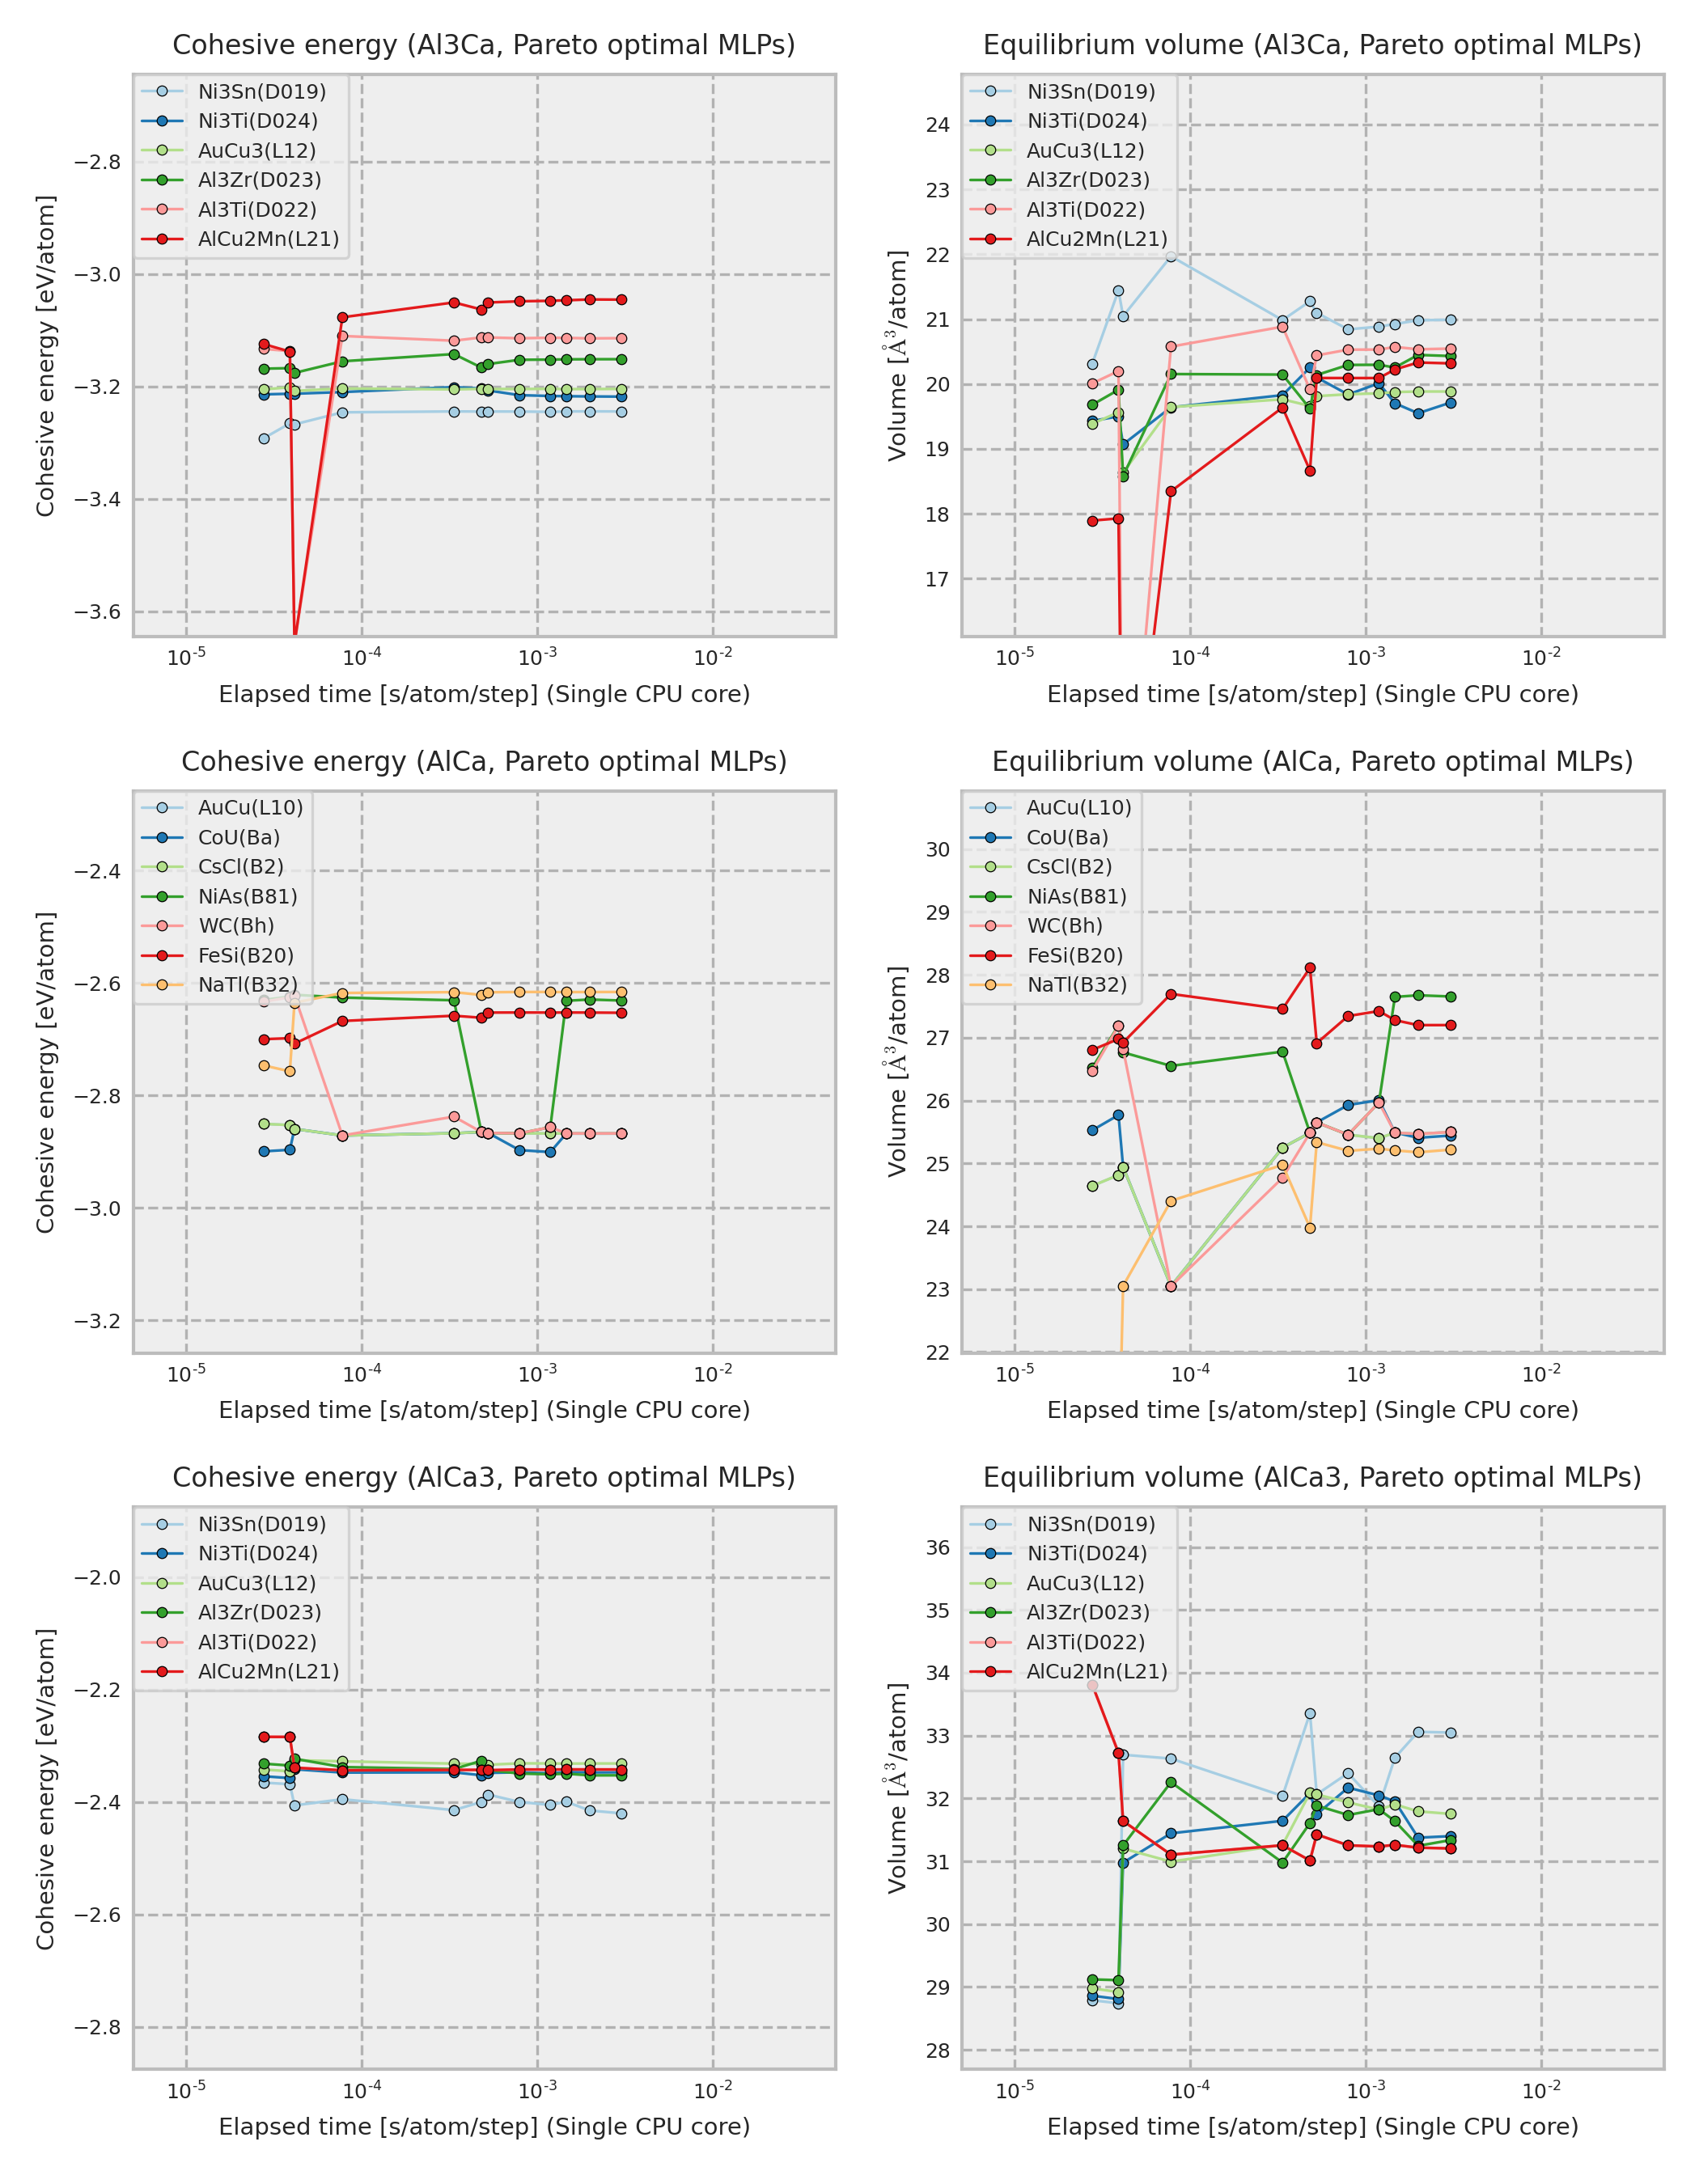 Cohesive energy (Al3Ca, Pareto optimal MLPs)
Cohesive energy [eV/atom]
−2.8
−3.0
−3.2
−3.4
−3.6
Ni3Sn(D019)
Ni3Ti(D024)
AuCu3(L12)
Al3Zr(D023)
Al3Ti(D022)
AlCu2Mn(L21)
10-5 10-4 10-3 10-2
Elapsed time [s/atom/step] (Single CPU core)
Equilibrium volume (Al3Ca, Pareto optimal MLPs)
Volume [Å3/atom]
24
23
22
21
20
19
18
17
Ni3Sn(D019)
Ni3Ti(D024)
AuCu3(L12)
Al3Zr(D023)
Al3Ti(D022)
AlCu2Mn(L21)
10-5 10-4 10-3 10-2
Elapsed time [s/atom/step] (Single CPU core)
Cohesive energy (AlCa, Pareto optimal MLPs)
Cohesive energy [eV/atom]
−2.4
−2.6
−2.8
−3.0
−3.2
AuCu(L10)
CoU(Ba)
CsCl(B2)
NiAs(B81)
WC(Bh)
FeSi(B20)
NaTl(B32)
10-5 10-4 10-3 10-2
Elapsed time [s/atom/step] (Single CPU core)
Equilibrium volume (AlCa, Pareto optimal MLPs)
Volume [Å3/atom]
30
29
28
27
26
25
24
23
22
AuCu(L10)
CoU(Ba)
CsCl(B2)
NiAs(B81)
WC(Bh)
FeSi(B20)
NaTl(B32)
10-5 10-4 10-3 10-2
Elapsed time [s/atom/step] (Single CPU core)
Cohesive energy (AlCa3, Pareto optimal MLPs)
Cohesive energy [eV/atom]
−2.0
−2.2
−2.4
−2.6
−2.8
Ni3Sn(D019)
Ni3Ti(D024)
AuCu3(L12)
Al3Zr(D023)
Al3Ti(D022)
AlCu2Mn(L21)
10-5 10-4 10-3 10-2
Elapsed time [s/atom/step] (Single CPU core)
Equilibrium volume (AlCa3, Pareto optimal MLPs)
Volume [Å3/atom]
36
35
34
33
32
31
30
29
28
Ni3Sn(D019)
Ni3Ti(D024)
AuCu3(L12)
Al3Zr(D023)
Al3Ti(D022)
AlCu2Mn(L21)
10-5 10-4 10-3 10-2
Elapsed time [s/atom/step] (Single CPU core)